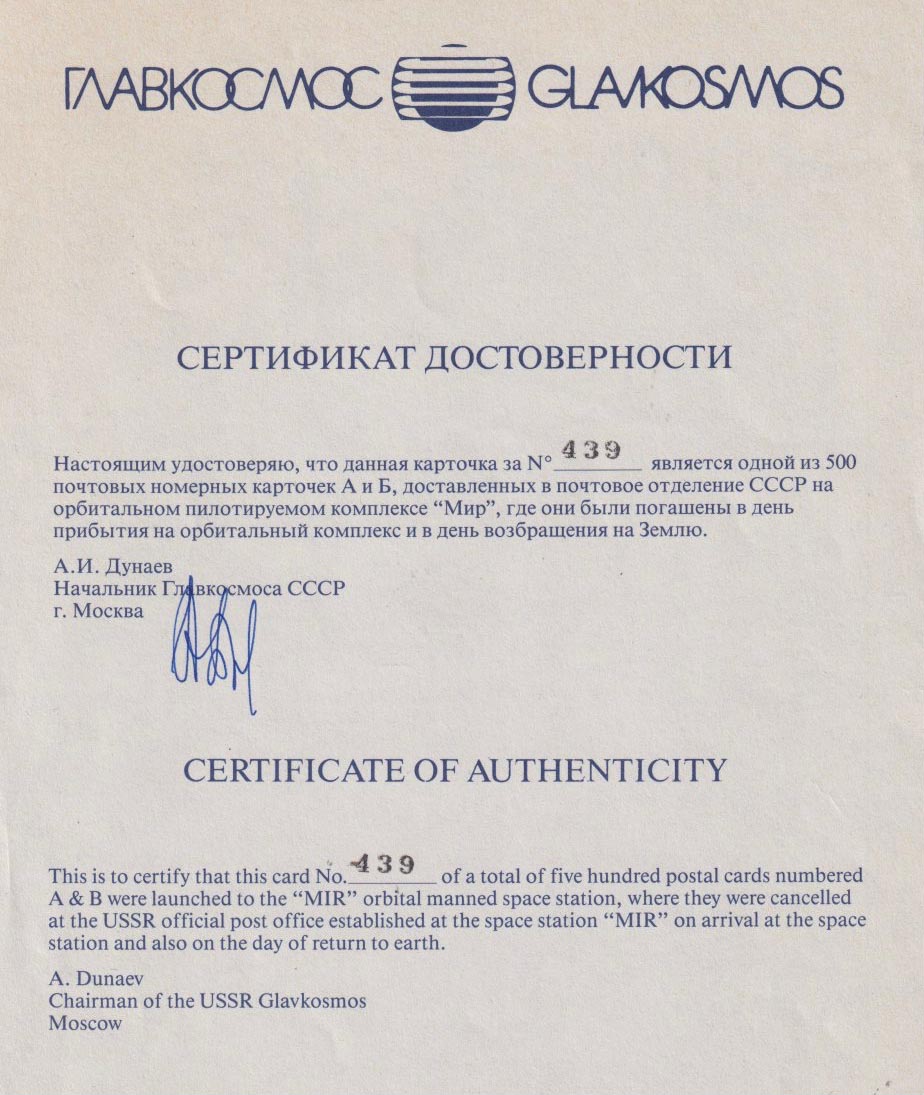 ГЛАВКОСМОС GLAVKOSMOS
СЕРТИФИКАТ ДОСТОВЕРНОСТИ
Настоящим удостоверяю, что данная карточка за N° 439 является одной из 500
почтовых номерных карточек А и Б, доставленных в почтовое отделение СССР на
орбитальном пилотируемом комплексе “Мир”, где они были погашены в день
прибытия на орбитальный комплекс и в день возбращения на Землю.
А.И. Дунаев
Начальник Главкосмоса СССР
г. Москва
CERTIFICATE OF AUTHENTICITY
This is to certify that this card No. 439 of a total of five hundred postal cards numbered
A & B were launched to the “MIR” orbital manned space station, where they were cancelled
at the USSR official post office established at the space station “MIR” on arrival at the space
station and also on the day of return to earth.
A. Dunaev
Chairman of the USSR Glavkosmos
Moscow